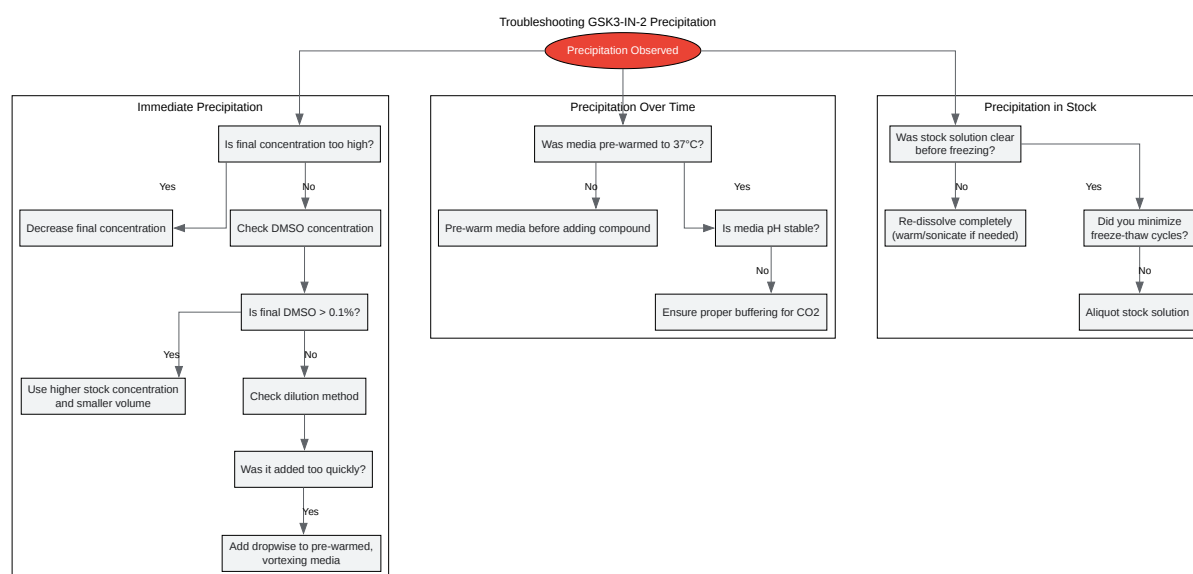 Troubleshooting GSK3-IN-2 Precipitation
Precipitation Observed
Immediate Precipitation
Is final concentration too high?
Yes
No
Decrease final concentration
Check DMSO concentration
Is final DMSO > 0.1%?
Yes
No
Use higher stock concentration
and smaller volume
Check dilution method
Was it added too quickly?
Yes
Add dropwise to pre-warmed,
vortexing media
Precipitation Over Time
Was media pre-warmed to 37°C?
No
Yes
Pre-warm media before adding compound
Is media pH stable?
No
Ensure proper buffering for CO2
Precipitation in Stock
Was stock solution clear
before freezing?
No
Yes
Re-dissolve completely
(warm/sonicate if needed)
Did you minimize
freeze-thaw cycles?
No
Aliquot stock solution